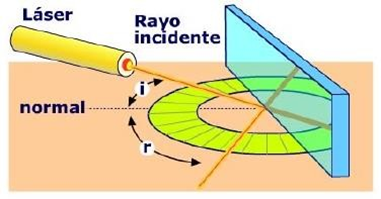 Láser
Rayo
incidente
normal
i
r